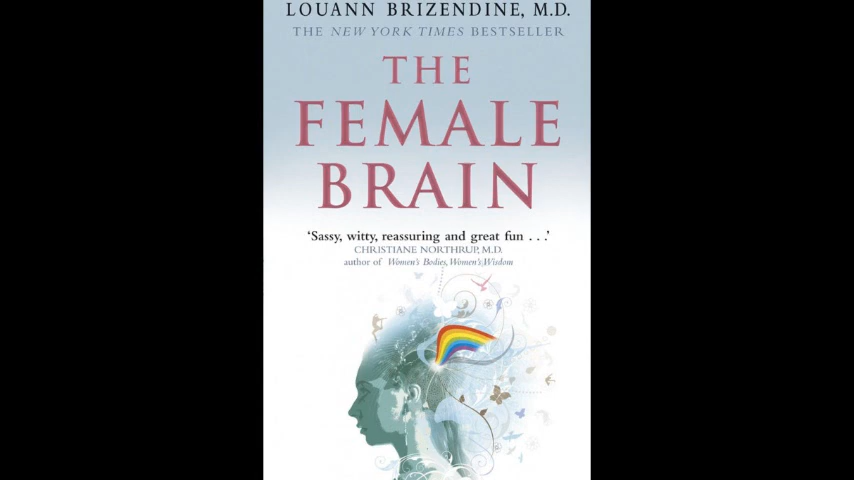 LOUANN BRIZENDINE, M.D.
THE NEW YORK TIMES BESTSELLER
THE
FEMALE
BRAIN
‘Sassy, witty, reassuring and great fun . . .’
CHRISTIANE NORTHRUP, M.D.
author of Women's Bodies, Women's Wisdom